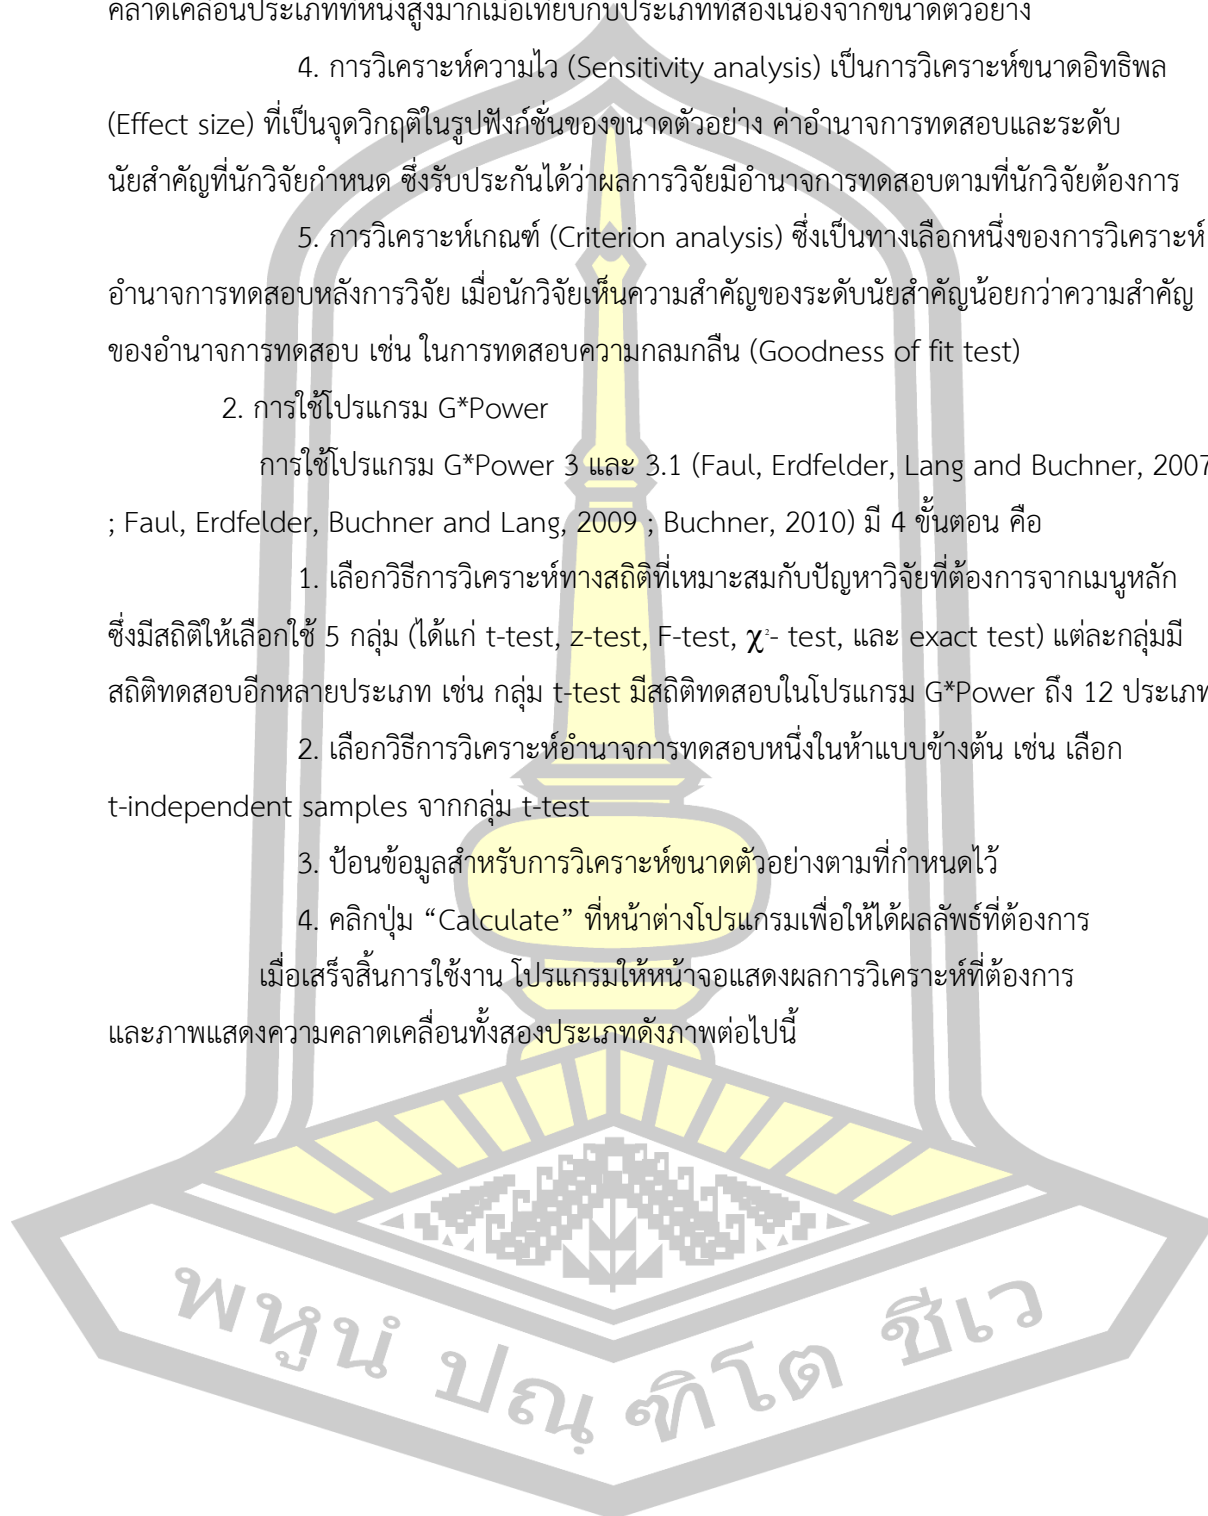 คลาดเคลื่อนประเภทที่หนึ่งสูงมากเมื่อเทียบกับประเภทที่สองเนื่องจากขนาดตัวอย่าง
4. การวิเคราะห์ความไว (Sensitivity analysis) เป็นการวิเคราะห์ขนาดอิทธิพล
(Effect size) ที่เป็นจุดวิกฤติในรูปฟังก์ชั่นของขนาดตัวอย่าง ค่าอำนาจการทดสอบและระดับ
นัยสำคัญที่นักวิจัยกำหนด ซึ่งรับประกันได้ว่าผลการวิจัยมีอำนาจการทดสอบตามที่นักวิจัยต้องการ
5. การวิเคราะห์เกณฑ์ (Criterion analysis) ซึ่งเป็นทางเลือกหนึ่งของการวิเคราะห์
อำนาจการทดสอบหลังการวิจัย เมื่อนักวิจัยเห็นความสำคัญของระดับนัยสำคัญน้อยกว่าความสำคัญ
ของอำนาจการทดสอบ เช่น ในการทดสอบความกลมกลืน (Goodness of fit test)
2. การใช้โปรแกรม G*Power
การใช้โปรแกรม G*Power 3 และ 3.1 (Faul, Erdfelder, Lang and Buchner, 2007
; Faul, Erdfelder, Buchner and Lang, 2009 ; Buchner, 2010) มี 4 ขั้นตอน คือ
1. เลือกวิธีการวิเคราะห์ทางสถิติที่เหมาะสมกับปัญหาวิจัยที่ต้องการจากเมนูหลัก
ซึ่งมีสถิติให้เลือกใช้ 5 กลุ่ม (ได้แก่ t-test, z-test, F-test, χ²- test, และ exact test) แต่ละกลุ่มมี
สถิติทดสอบอีกหลายประเภท เช่น กลุ่ม t-test มีสถิติทดสอบในโปรแกรม G*Power ถึง 12 ประเภท
2. เลือกวิธีการวิเคราะห์อำนาจการทดสอบหนึ่งในห้าแบบข้างต้น เช่น เลือก
t-independent samples จากกลุ่ม t-test
3. ป้อนข้อมูลสำหรับการวิเคราะห์ขนาดตัวอย่างตามที่กำหนดไว้
4. คลิกปุ่ม “Calculate” ที่หน้าต่างโปรแกรมเพื่อให้ได้ผลลัพธ์ที่ต้องการ
เมื่อเสร็จสิ้นการใช้งาน โปรแกรมให้หน้าจอแสดงผลการวิเคราะห์ที่ต้องการ
และภาพแสดงความคลาดเคลื่อนทั้งสองประเภทดังภาพต่อไปนี้
พหูนํ ปณฺฑิโต ชีเว